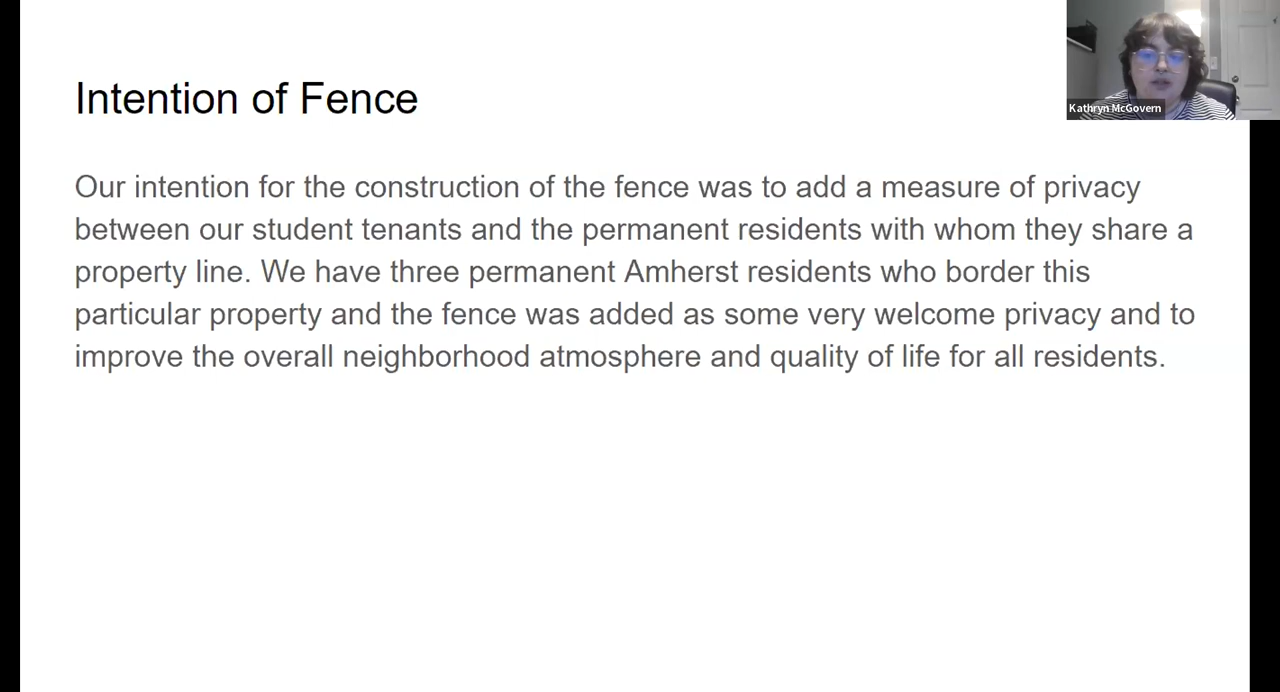 Intention of Fence
Kathryn McGovern
Our intention for the construction of the fence was to add a measure of privacy
between our student tenants and the permanent residents with whom they share a
property line. We have three permanent Amherst residents who border this
particular property and the fence was added as some very welcome privacy and to
improve the overall neighborhood atmosphere and quality of life for all residents.